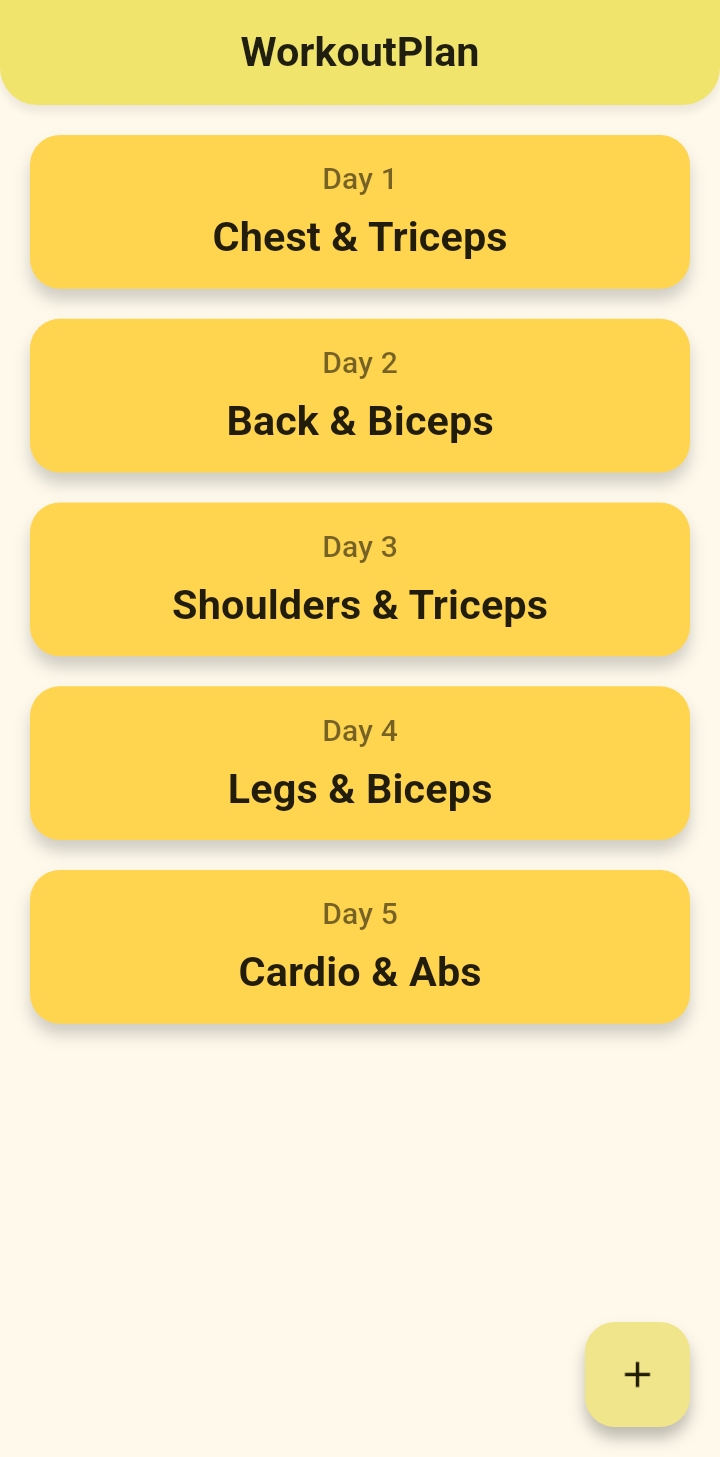 WorkoutPlan
Day 1
Chest & Triceps
Day 2
Back & Biceps
Day 3
Shoulders & Triceps
Day 4
Legs & Biceps
Day 5
Cardio & Abs
+